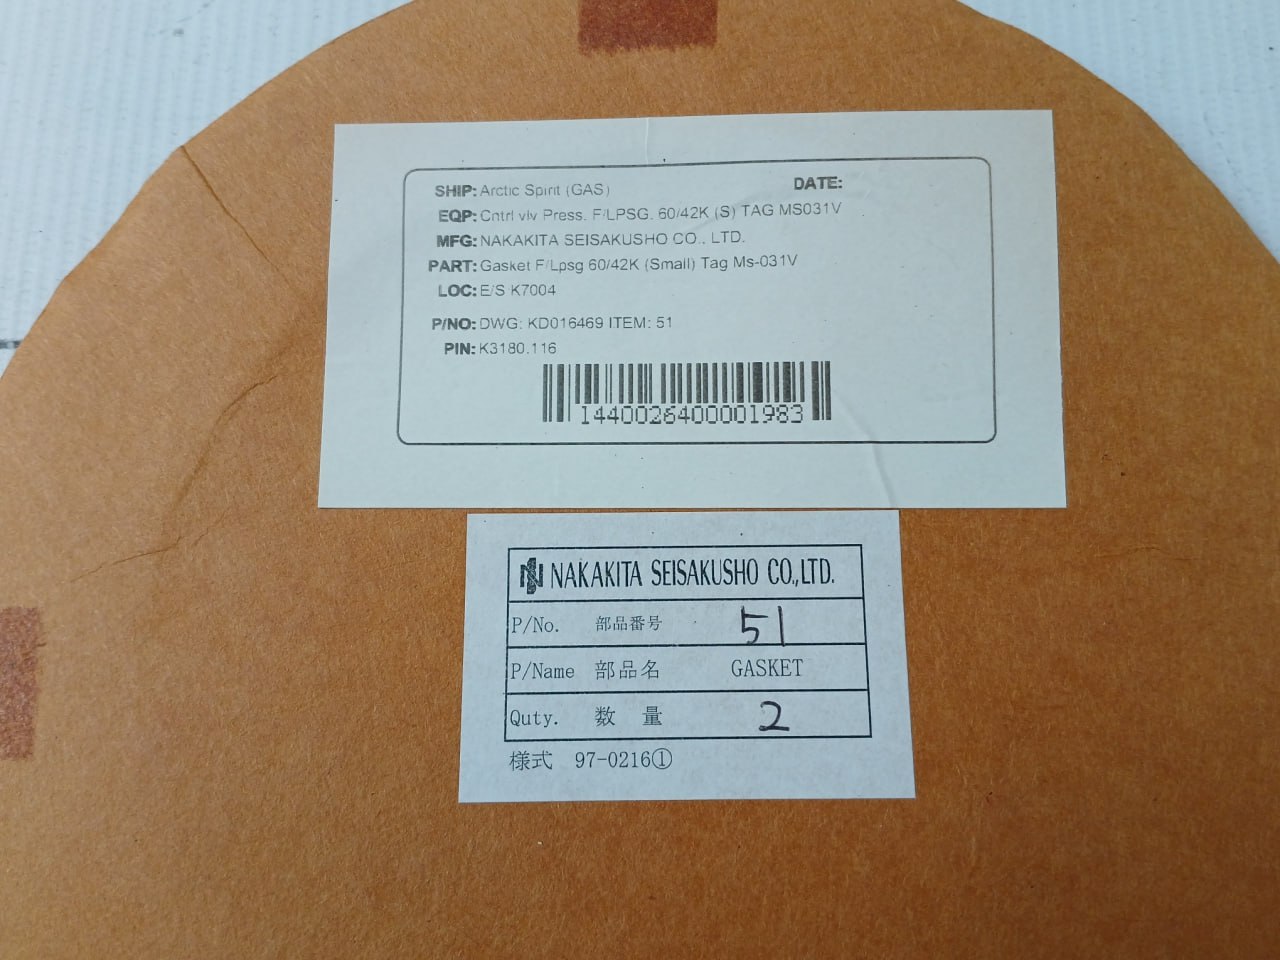 SHIP: Arctic Spirit (GAS) DATE:
EQP: Cntrl vlv Press. F/LPSG. 60/42K (S) TAG MS031V
MFG: NAKAKITA SEISAKUSHO CO., LTD.
PART: Gasket F/Lpsg 60/42K (Small) Tag Ms-031V
LOC: E/S K7004
P/NO: DWG: KD016469 ITEM: 51
PIN: K3180.116
1440026400001983
NAKAKITA SEISAKUSHO CO.,LTD.
P/No. 部品番号 51
P/Name 部品名 GASKET
Quty. 数 量 2
様式 97-0216①